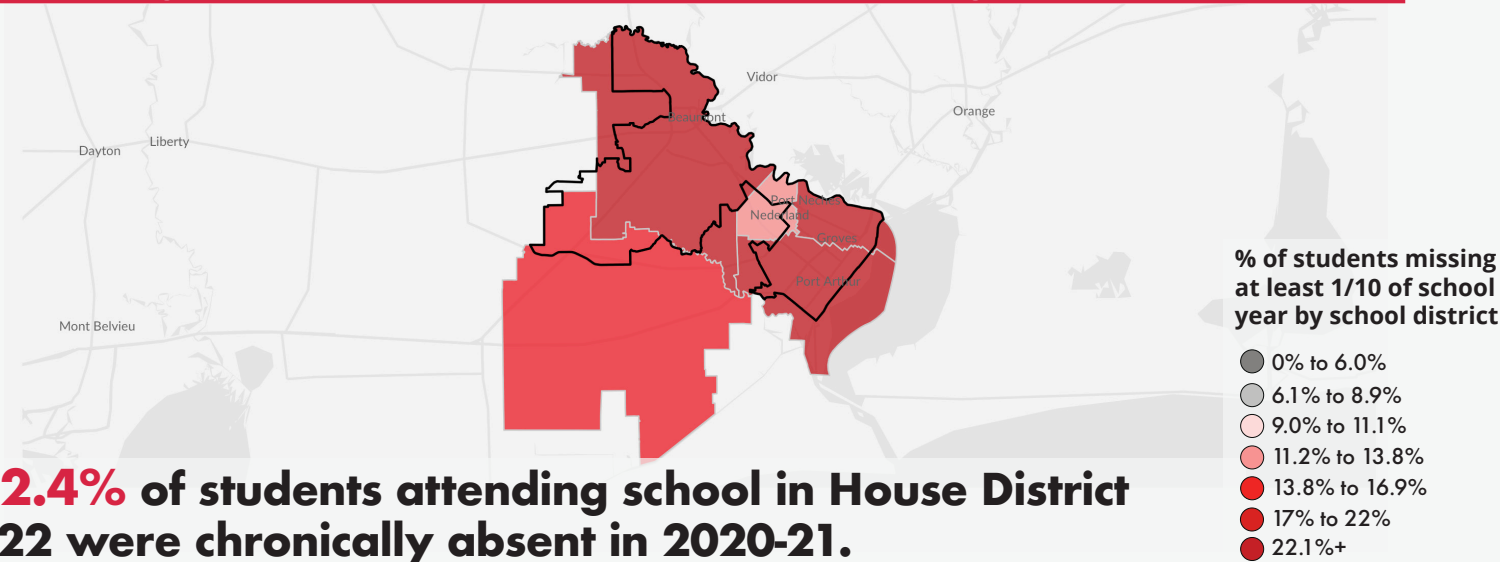 Vidor
Beaumont
Orange
Dayton
Liberty
Port Neches
Nederland
Groves
Port Arthur
Mont Belvieu
% of students missing
at least 1/10 of school
year by school district
0% to 6.0%
6.1% to 8.9%
9.0% to 11.1%
11.2% to 13.8%
13.8% to 16.9%
17% to 22%
22.1%+
2.4% of students attending school in House District
22 were chronically absent in 2020-21.